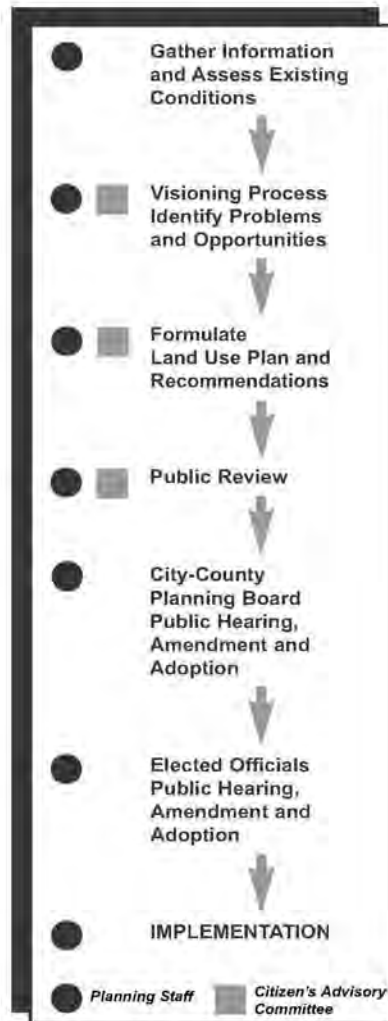 Gather Information
and Assess Existing
Conditions
Visioning Process
Identify Problems
and Opportunities
Formulate
Land Use Plan and
Recommendations
Public Review
City-County
Planning Board
Public Hearing,
Amendment and
Adoption
Elected Officials
Public Hearing,
Amendment and
Adoption
IMPLEMENTATION
Planning Staff
Citizen's Advisory
Committee